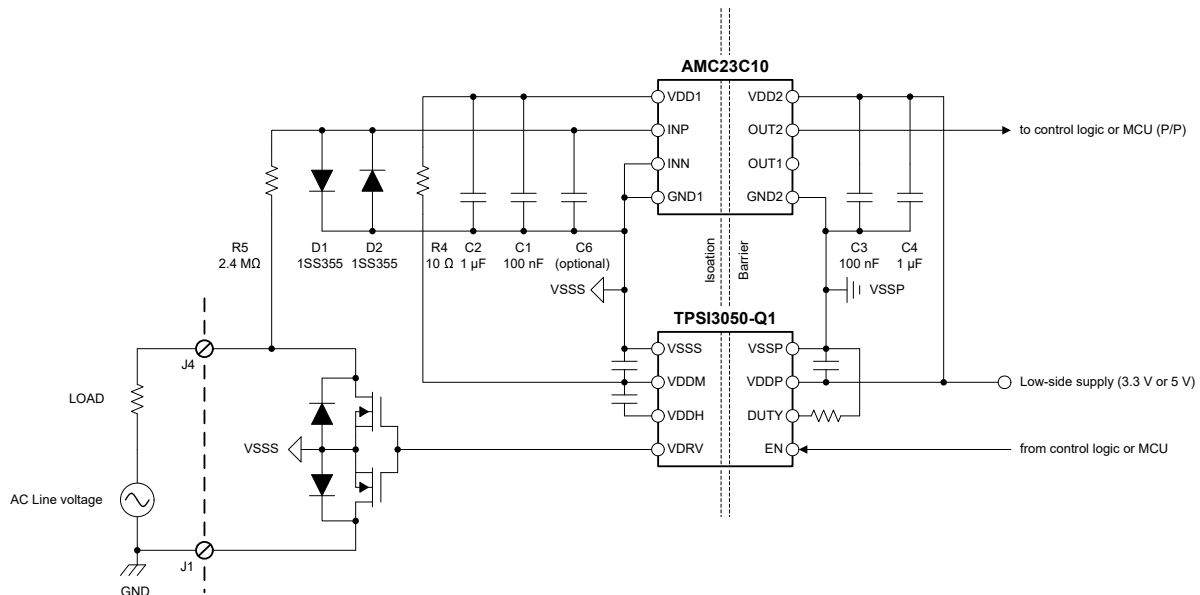 AMC23C10
VDD1
VDD2
INP
OUT2
to control logic or MCU (P/P)
INN
OUT1
GND1
GND2
R5
2.4 MΩ
D1
1SS355
D2
1SS355
R4
10 Ω
C2
1 µF
C1
100 nF
C6
(optional)
C3
100 nF
C4
1 µF
Isoation
Barrier
VSSS
VSSP
TPSI3050-Q1
VSSS
VSSP
J4
VDDM
VDDP
Low-side supply (3.3 V or 5 V)
LOAD
VDDH
DUTY
VSSS
VDRV
EN
from control logic or MCU
AC Line voltage
J1
GND